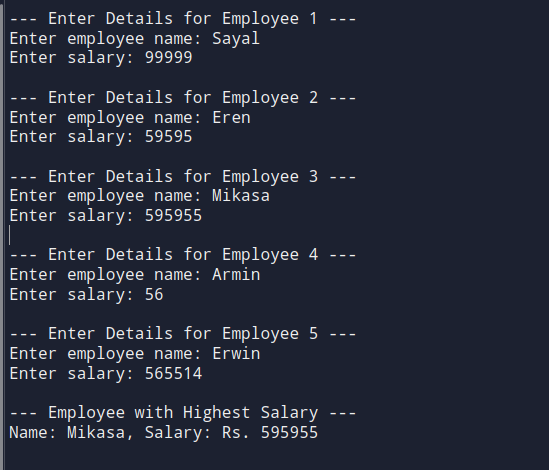 --- Enter Details for Employee 1 ---
Enter employee name: Sayal
Enter salary: 99999
--- Enter Details for Employee 2 ---
Enter employee name: Eren
Enter salary: 59595
--- Enter Details for Employee 3 ---
Enter employee name: Mikasa
Enter salary: 595955
--- Enter Details for Employee 4 ---
Enter employee name: Armin
Enter salary: 56
--- Enter Details for Employee 5 ---
Enter employee name: Erwin
Enter salary: 565514
--- Employee with Highest Salary ---
Name: Mikasa, Salary: Rs. 595955